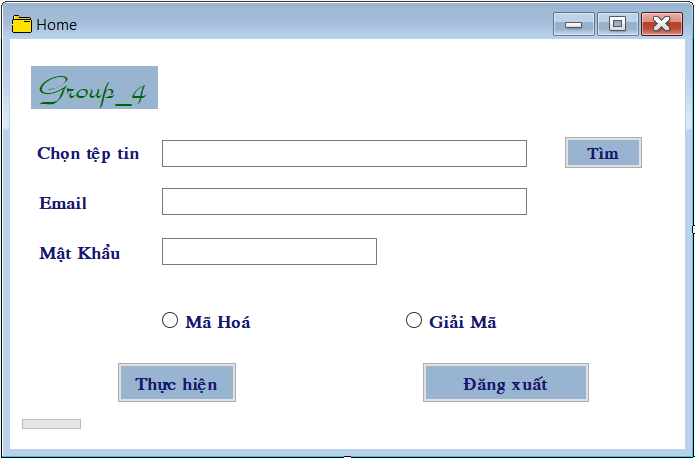 Home
Group_4
Chọn tệp tin
Tìm
Email
Mật Khẩu
Mã Hoá
Giải Mã
Thực hiện
Đăng xuất